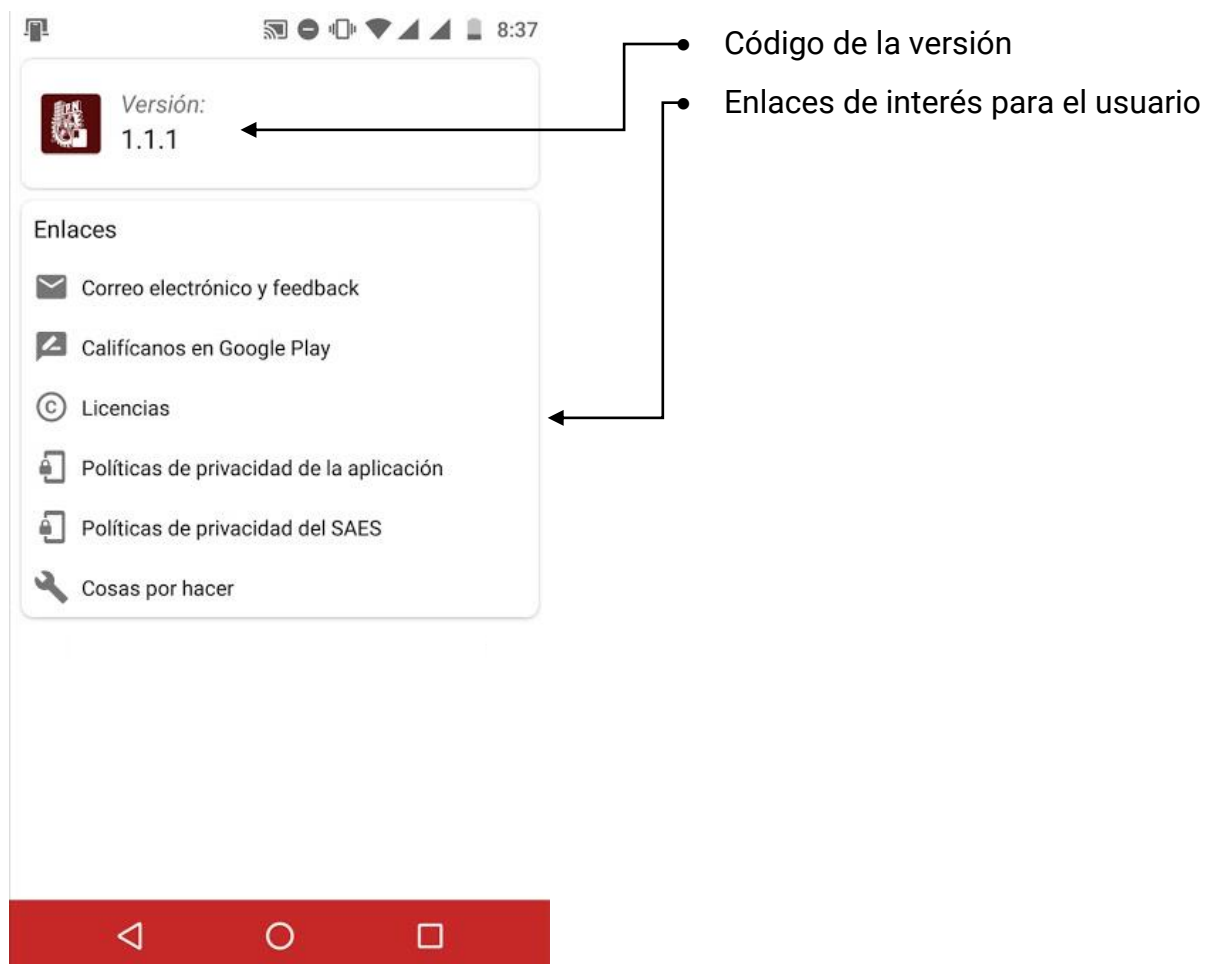 8:37
Versión:
1.1.1
Enlaces
Correo electrónico y feedback
Califícanos en Google Play
Licencias
Políticas de privacidad de la aplicación
Políticas de privacidad del SAES
Cosas por hacer
Código de la versión
Enlaces de interés para el usuario